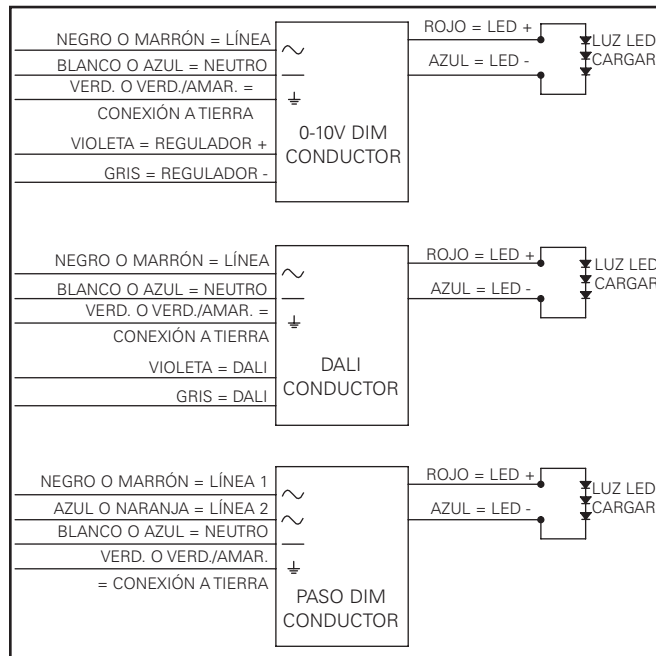 NEGRO O MARRÓN = LÍNEA
BLANCO O AZUL = NEUTRO
VERD. O VERD./AMAR. =
CONEXIÓN A TIERRA
VIOLETA = REGULADOR +
GRIS = REGULADOR -
0-10V DIM
CONDUCTOR
ROJO = LED +
AZUL = LED -
LUZ LED
CARGAR
NEGRO O MARRÓN = LÍNEA
BLANCO O AZUL = NEUTRO
VERD. O VERD./AMAR. =
CONEXIÓN A TIERRA
VIOLETA = DALI
GRIS = DALI
DALI
CONDUCTOR
ROJO = LED +
AZUL = LED -
LUZ LED
CARGAR
NEGRO O MARRÓN = LÍNEA 1
AZUL O NARANJA = LÍNEA 2
BLANCO O AZUL = NEUTRO
VERD. O VERD./AMAR.
= CONEXIÓN A TIERRA
PASO DIM
CONDUCTOR
ROJO = LED +
AZUL = LED -
LUZ LED
CARGAR